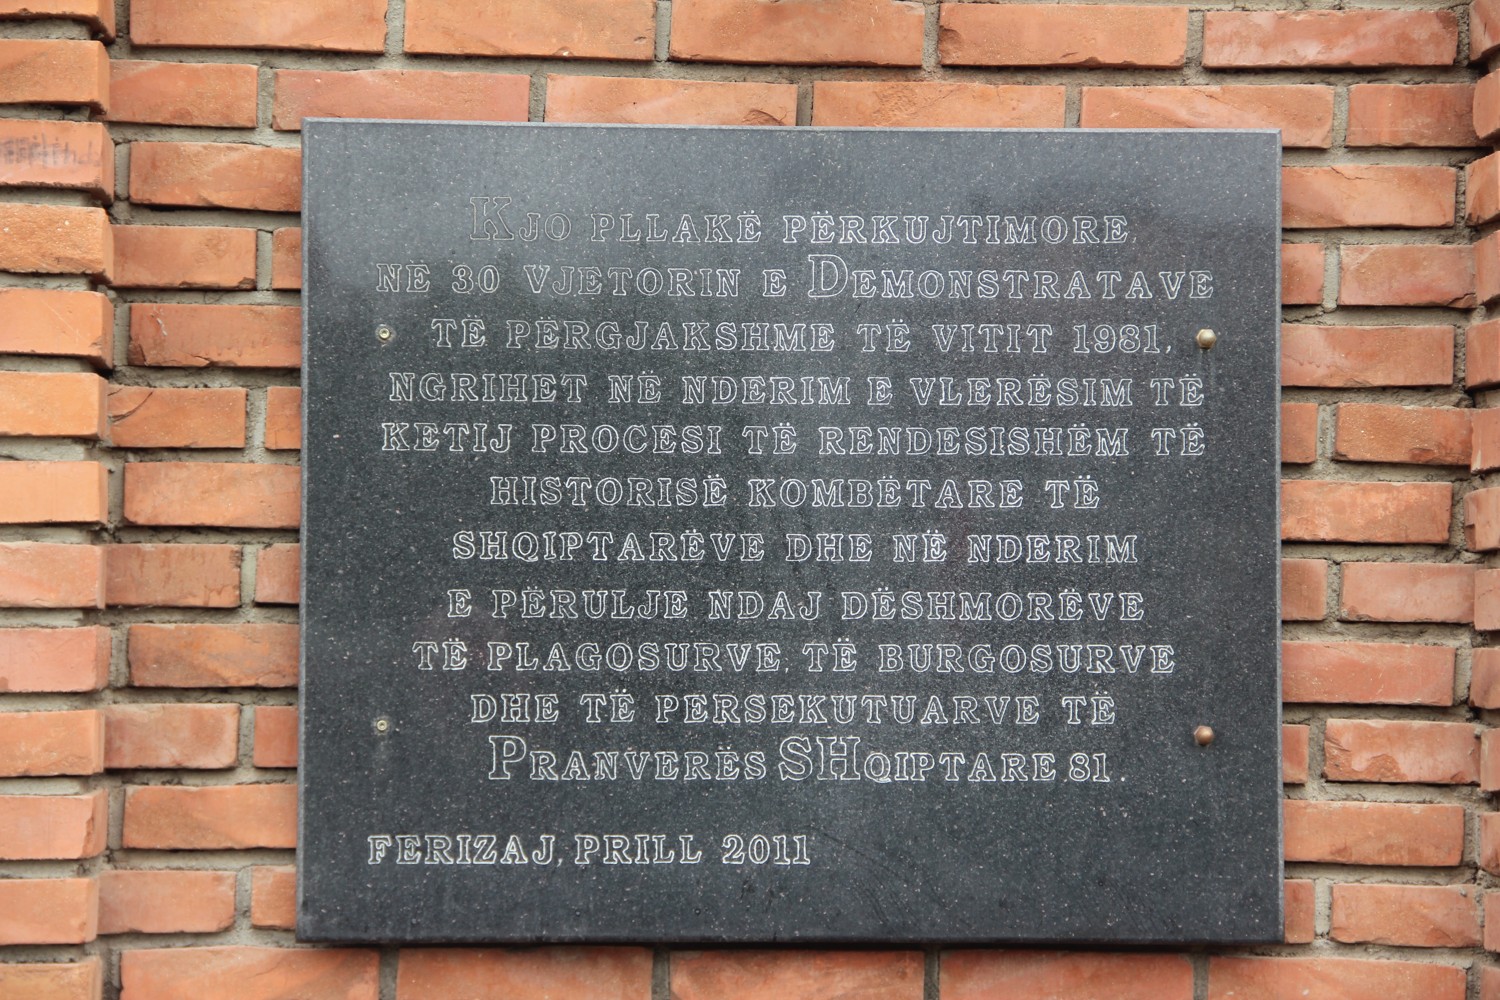 KJO PLLAKË PËRKUJTIMORE,
NË 30 VJETORIN E DEMONSTRATAVE
TË PËRGJAKSHME TË VITIT 1981,
NGRIHET NË NDERIM E VLERËSIM TË
KETIJ PROCESI TË RENDESISHËM TË
HISTORISË KOMBËTARE TË
SHQIPTARËVE DHE NË NDERIM
E PËRULJE NDAJ DËSHMORËVE
TË PLAGOSURVE, TË BURGOSURVE
DHE TË PERSEKUTUARVE TË
PRANVERËS SHQIPTARE 81.
FERIZAJ, PRILL 2011